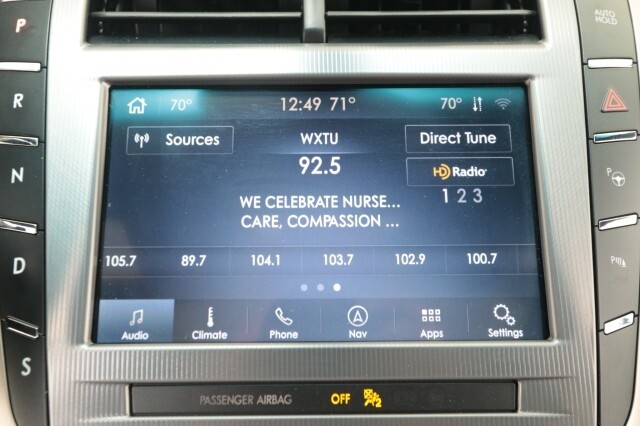 P
R
N
D
S
AUTO
HOLD
P
P
70° 12:49 71° 70°
Sources WXTU Direct Tune
92.5 HD Radio
1 2 3
WE CELEBRATE NURSE...
CARE, COMPASSION ...
105.7 89.7 104.1 103.7 102.9 100.7
Audio Climate Phone Nav Apps Settings
PASSENGER AIRBAG OFF 2